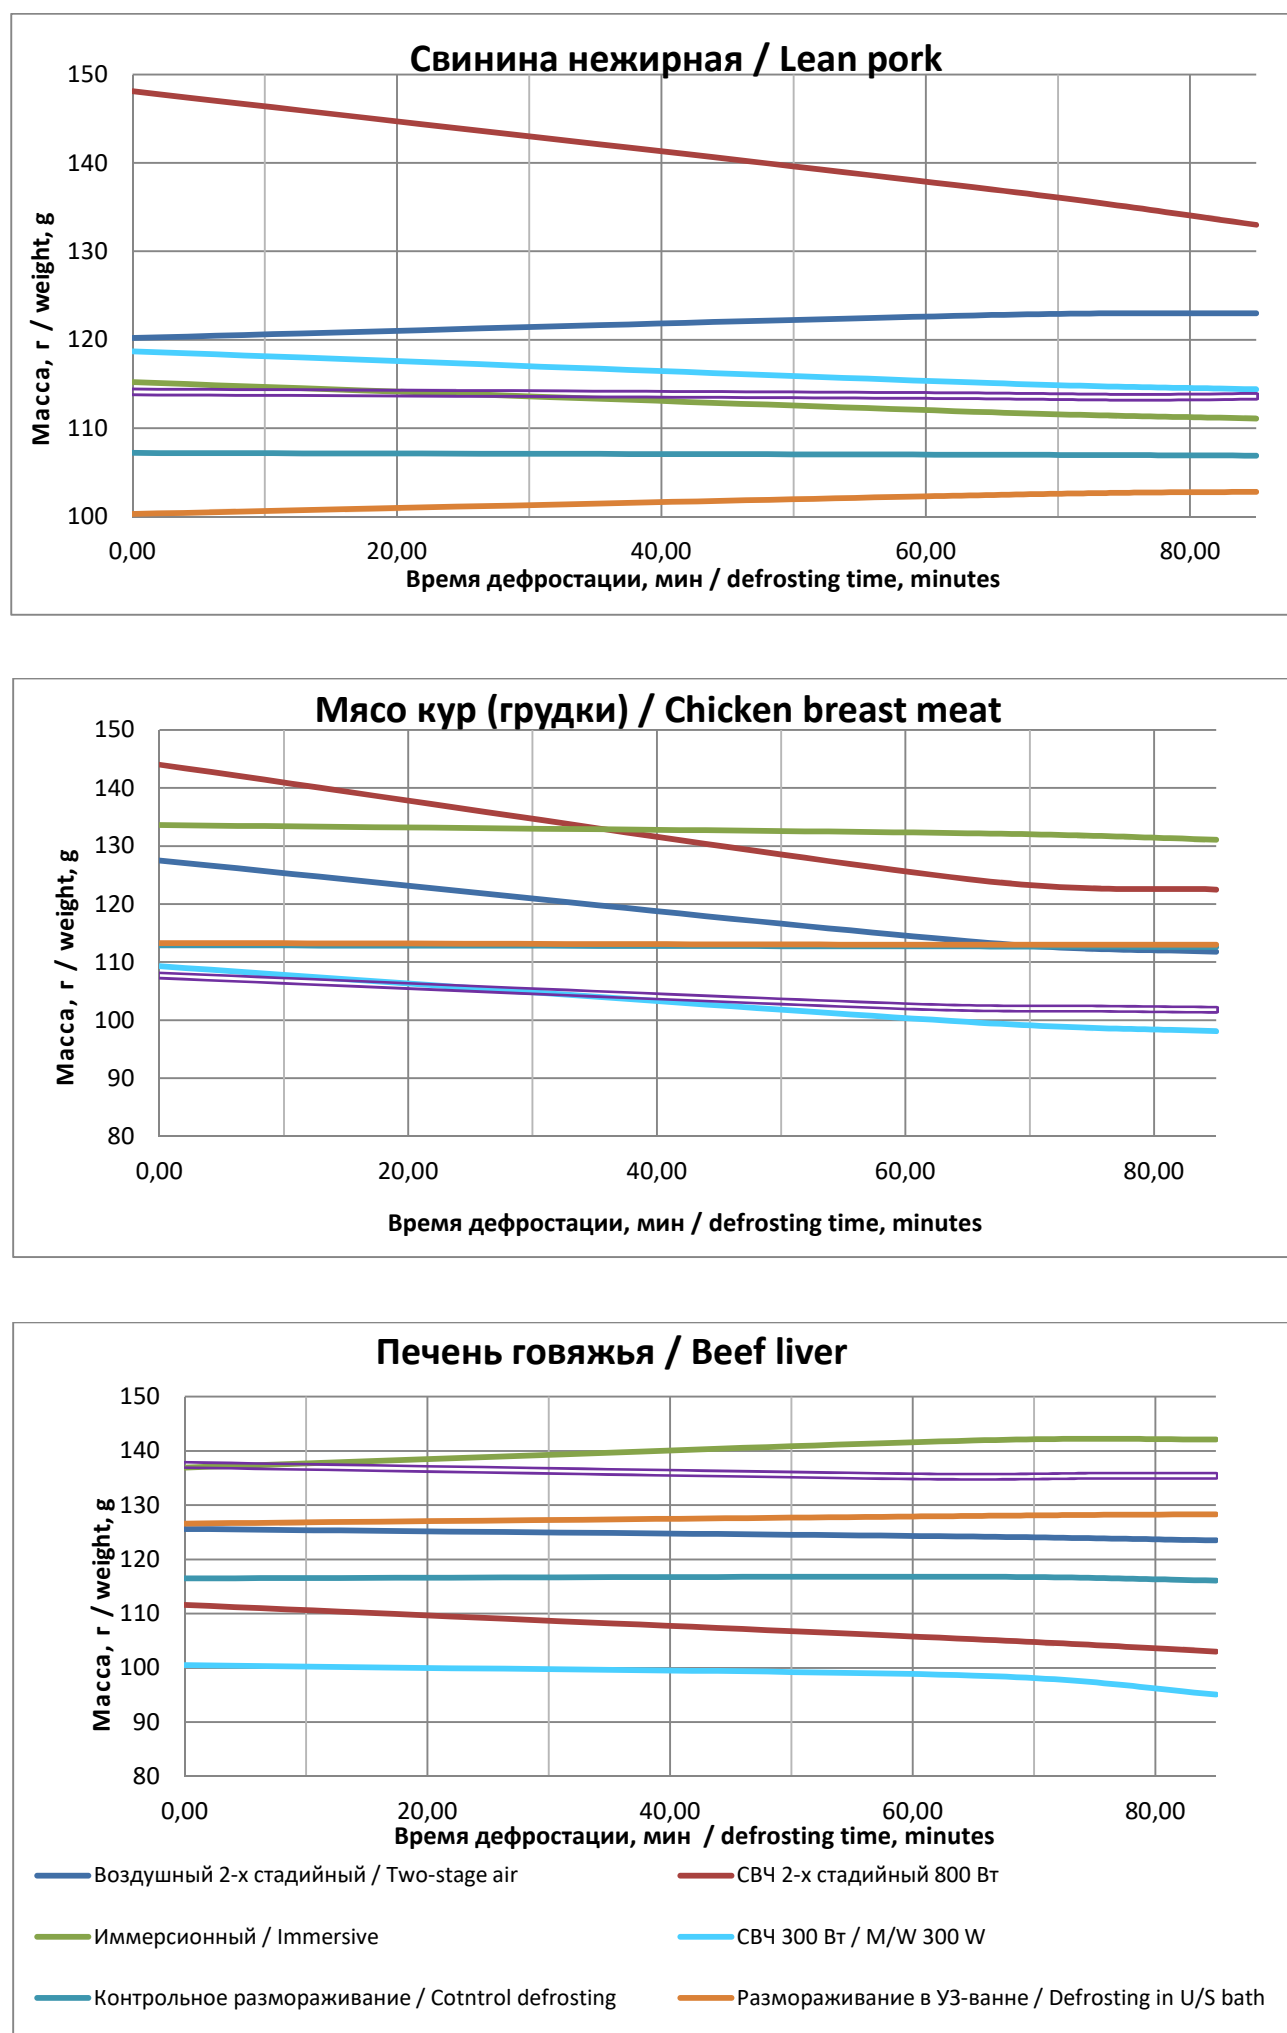 Свинина нежирная / Lean pork
150
140
130
120
110
100
Масса, г / weight, g
0,00 20,00 40,00 60,00 80,00
Время дефростации, мин / defrosting time, minutes
Мясо кур (грудки) / Chicken breast meat
150
140
130
120
110
100
90
80
Масса, г / weight, g
0,00 20,00 40,00 60,00 80,00
Время дефростации, мин / defrosting time, minutes
Печень говяжья / Beef liver
150
140
130
120
110
100
90
80
Масса, г / weight, g
0,00 20,00 40,00 60,00 80,00
Время дефростации, мин / defrosting time, minutes
Воздушный 2-х стадийный / Two-stage air
СВЧ 2-х стадийный 800 Вт
Иммерсионный / Immersive
СВЧ 300 Вт / M/W 300 W
Контрольное размораживание / Cotntrol defrosting
Размораживание в УЗ-ванне / Defrosting in U/S bath